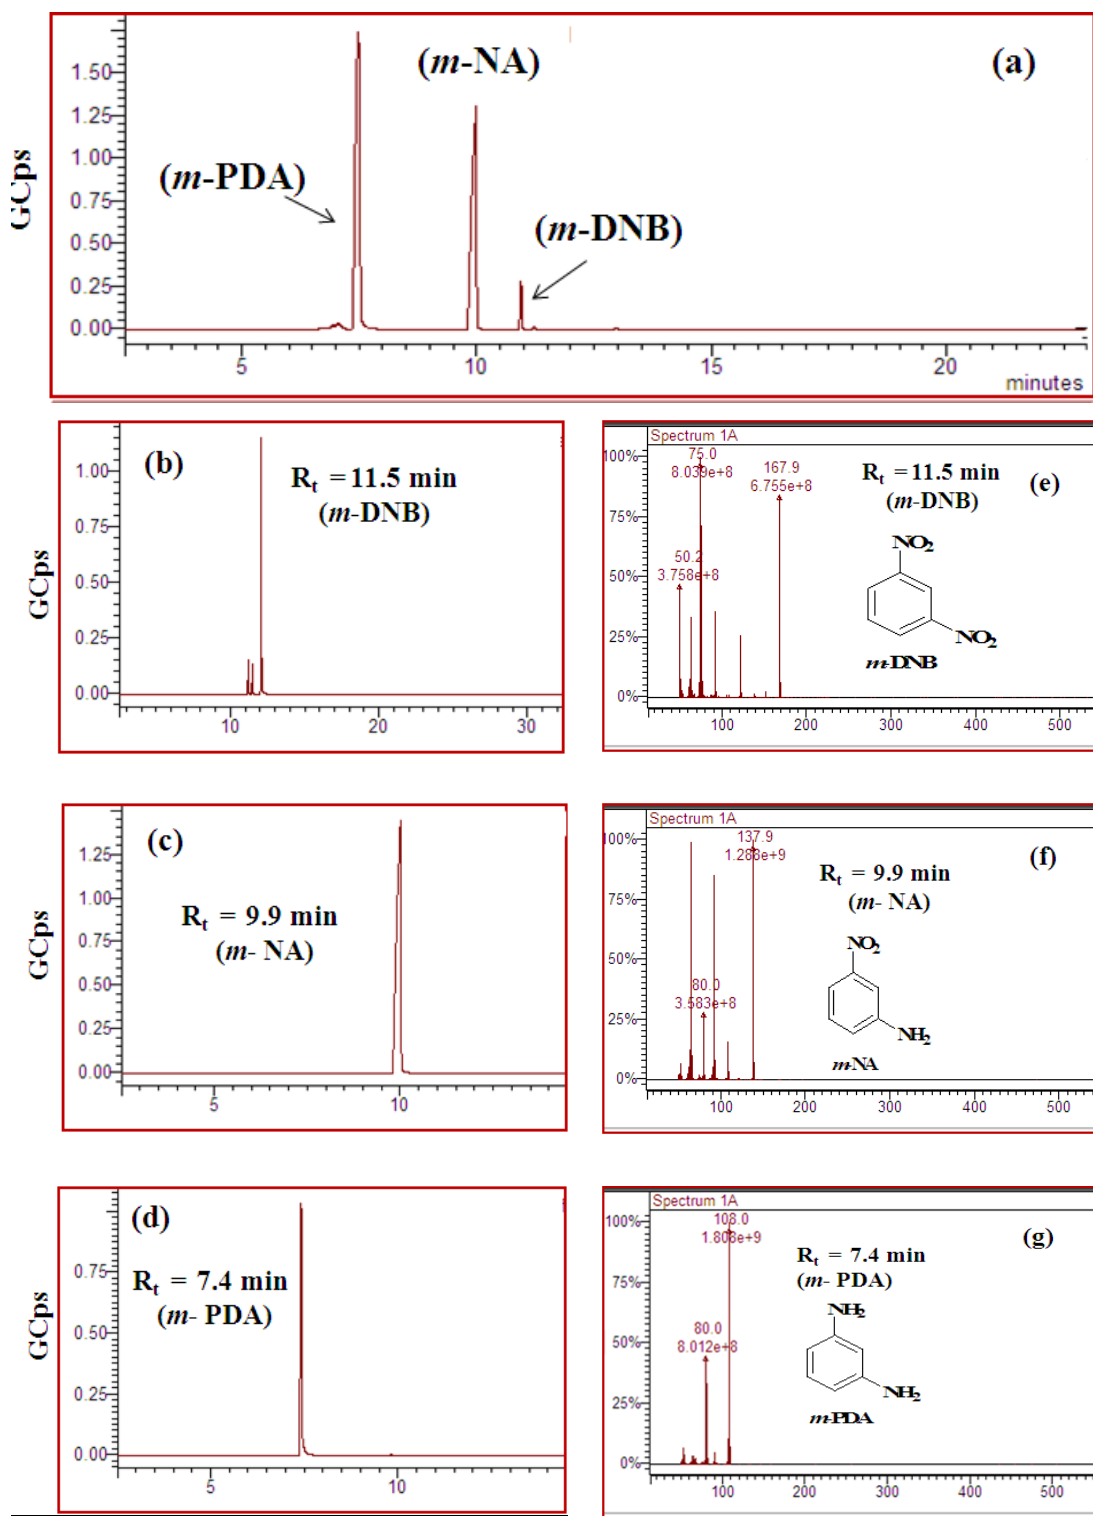 (a)
GCps
1.50
1.25
1.00
0.75
0.50
0.25
0.00
(m-PDA)
(m-NA)
(m-DNB)
5
10
15
20
minutes
(b)
GCps
1.00
0.75
0.50
0.25
0.00
Rt = 11.5 min
(m-DNB)
10
20
30
Spectrum 1A
100%
75%
50%
25%
0%
75.0
8.039e+8
167.9
6.755e+8
50.2
3.758e+8
Rt = 11.5 min
(m-DNB)
(e)
NO2
NO2
m-DNB
100
200
300
400
500
(c)
GCps
1.25
1.00
0.75
0.50
0.25
0.00
Rt = 9.9 min
(m- NA)
5
10
Spectrum 1A
100%
75%
50%
25%
0%
137.9
1.288e+9
80.0
3.583e+8
Rt = 9.9 min
(m- NA)
(f)
NO2
NH2
m-NA
100
200
300
400
500
(d)
GCps
0.75
0.50
0.25
0.00
Rt = 7.4 min
(m- PDA)
5
10
Spectrum 1A
100%
75%
50%
25%
0%
108.0
1.808e+9
80.0
8.012e+8
Rt = 7.4 min
(m- PDA)
(g)
NH2
NH2
m-PDA
100
200
300
400
500